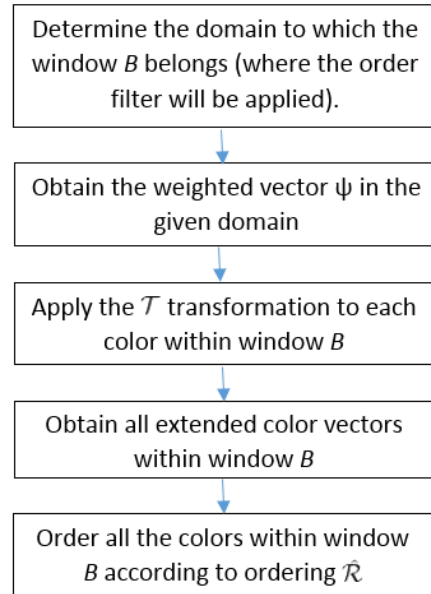 Determine the domain to which the
window B belongs (where the order
filter will be applied).
Obtain the weighted vector ψ in the
given domain
Apply the 𝒯 transformation to each
color within window B
Obtain all extended color vectors
within window B
Order all the colors within window
B according to ordering ℛ̂